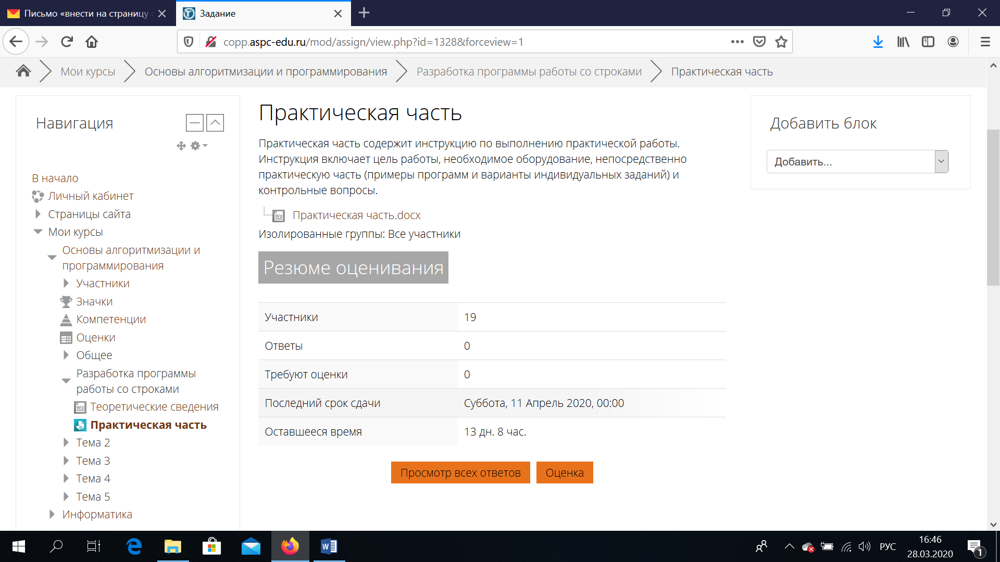 Письмо «внести на страницу
Задание
copp.aspc-edu.ru/mod/assign/view.php?id=1328&forceview=1
Мои курсы
Основы алгоритмизации и программирования
Разработка программы работы со строками
Практическая часть
Навигация
В начало
Личный кабинет
Страницы сайта
Мои курсы
Основы алгоритмизации и
программирования
Участники
Значки
Компетенции
Оценки
Общее
Разработка программы
работы со строками
Теоретические сведения
Практическая часть
Тема 2
Тема 3
Тема 4
Тема 5
Информатика
Практическая часть
Практическая часть содержит инструкцию по выполнению практической работы.
Инструкция включает цель работы, необходимое оборудование, непосредственно
практическую часть (примеры программ и варианты индивидуальных заданий) и
контрольные вопросы.
Практическая часть.docx
Изолированные группы: Все участники
Резюме оценивания
Участники 19
Ответы 0
Требуют оценки 0
Последний срок сдачи Суббота, 11 Апрель 2020, 00:00
Оставшееся время 13 дн. 8 час.
Просмотр всех ответов
Оценка
Добавить блок
Добавить...
РУС
16:46
28.03.2020
1